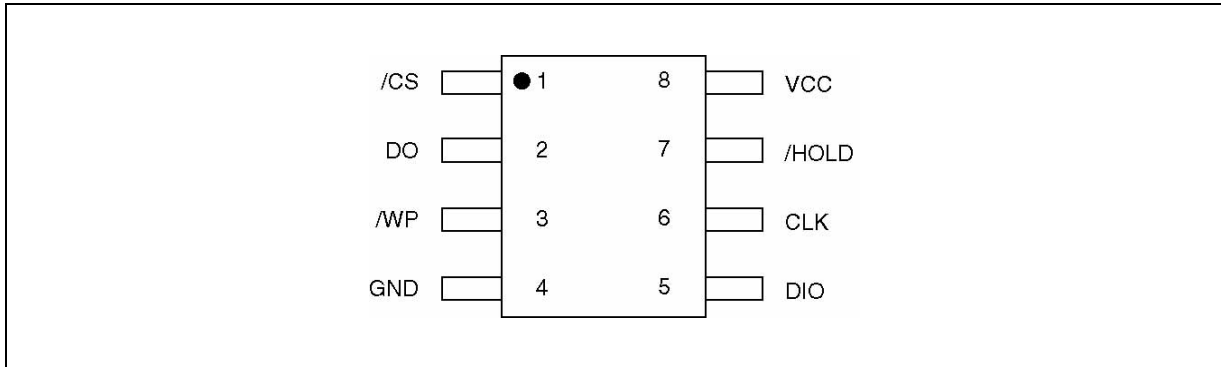 /CS 1 8 VCC
DO 2 7 /HOLD
/WP 3 6 CLK
GND 4 5 DIO